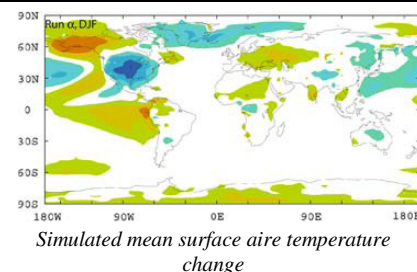 90N
Run α, DJF
60N
30N
0
30S
60S
90S
180W 90W 0E 90E 180E
Simulated mean surface aire temperature
change